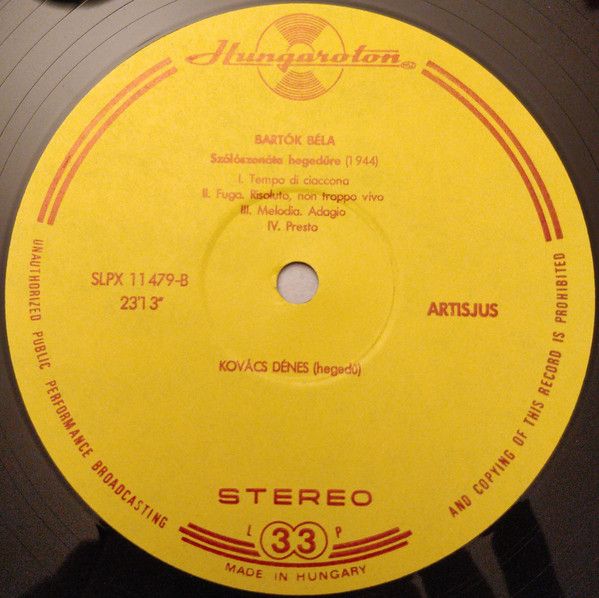 Hungaroton
BARTÓK BÉLA
Szólószonáta hegedűre (1944)
I. Tempo di ciaccona
II. Fuga. Risoluto, non troppo vivo
III. Melodia. Adagio
IV. Presto
SLPX 11479-B
23'13"
ARTISJUS
KOVÁCS DÉNES (hegedű)
UNAUTHORIZED PUBLIC PERFORMANCE BROADCASTING
AND COPYING OF THIS RECORD IS PROHIBITED
STEREO
L 33 P
MADE IN HUNGARY